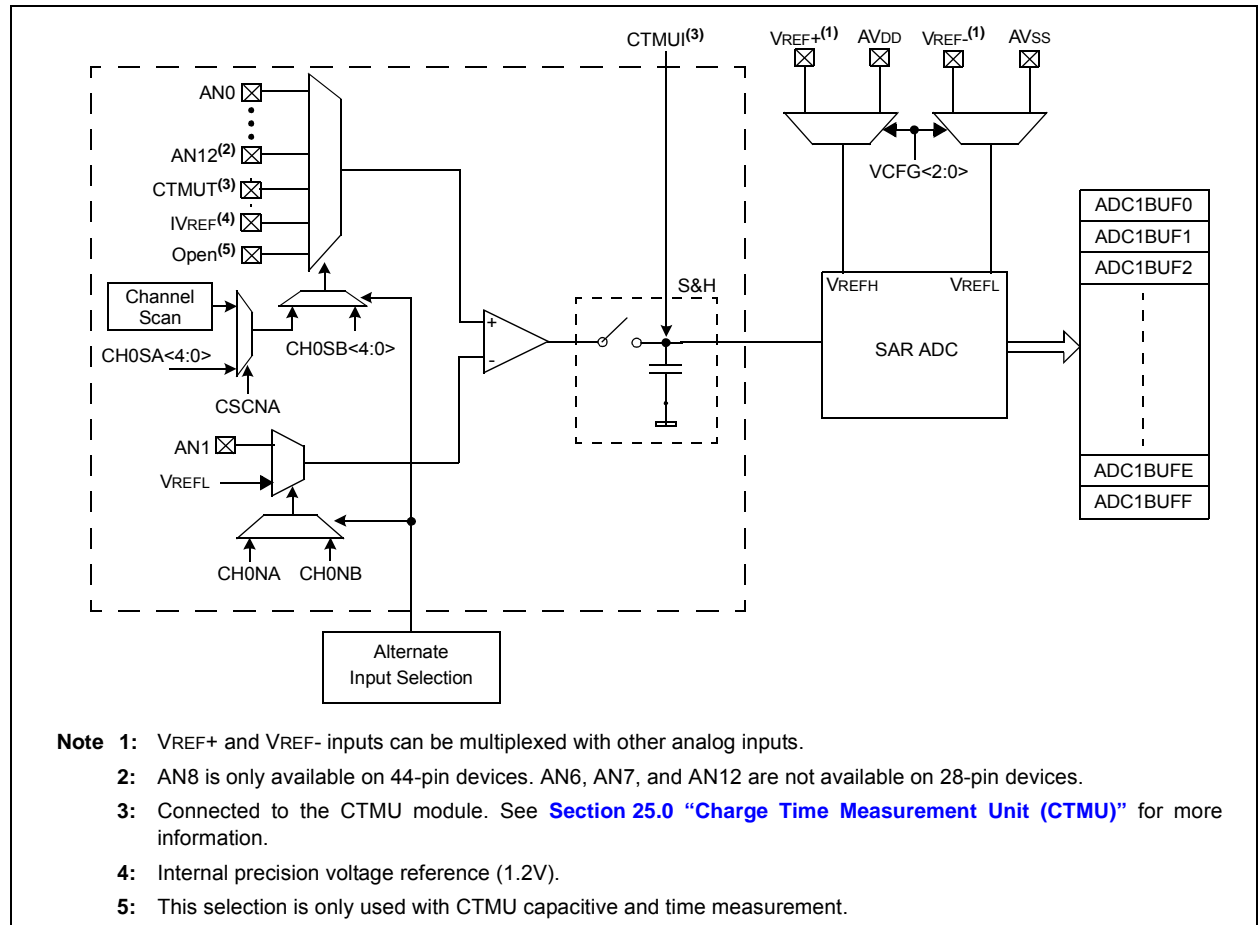 CTMUI(3)
VREF+(1)
AVDD
VREF-(1)
AVSS
AN0
AN12(2)
CTMUT(3)
IVREF(4)
Open(5)
VCFG<2:0>
ADC1BUF0
ADC1BUF1
ADC1BUF2
ADC1BUFE
ADC1BUFF
Channel
Scan
CH0SA<4:0>
CH0SB<4:0>
CSCNA
+
-
S&H
VREFH
VREFL
SAR ADC
AN1
VREFL
CH0NA
CH0NB
Alternate
Input Selection
Note 1: VREF+ and VREF- inputs can be multiplexed with other analog inputs.
2: AN8 is only available on 44-pin devices. AN6, AN7, and AN12 are not available on 28-pin devices.
3: Connected to the CTMU module. See Section 25.0 “Charge Time Measurement Unit (CTMU)” for more
information.
4: Internal precision voltage reference (1.2V).
5: This selection is only used with CTMU capacitive and time measurement.